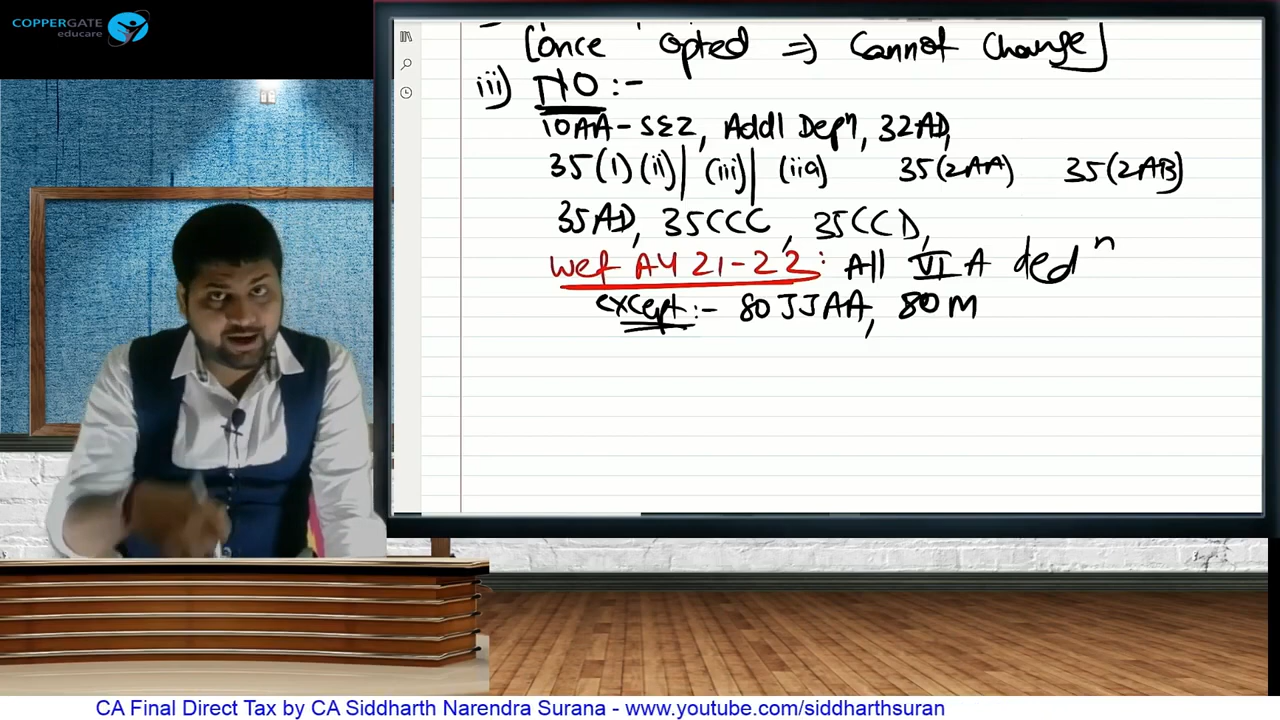 COPPERGATE
educare
[Once opted => Cannot Change]
iii) NO :-
10AA-SEZ, Addl Depn, 32AD,
35(1)(ii)| (iii)| (iia) 35(2AA) 35(2AB)
35AD, 35CCC, 35CCD,
wef AY 21-22: All VI A dedn
except:- 80JJAA, 80M
CA Final Direct Tax by CA Siddharth Narendra Surana - www.youtube.com/siddharthsuran